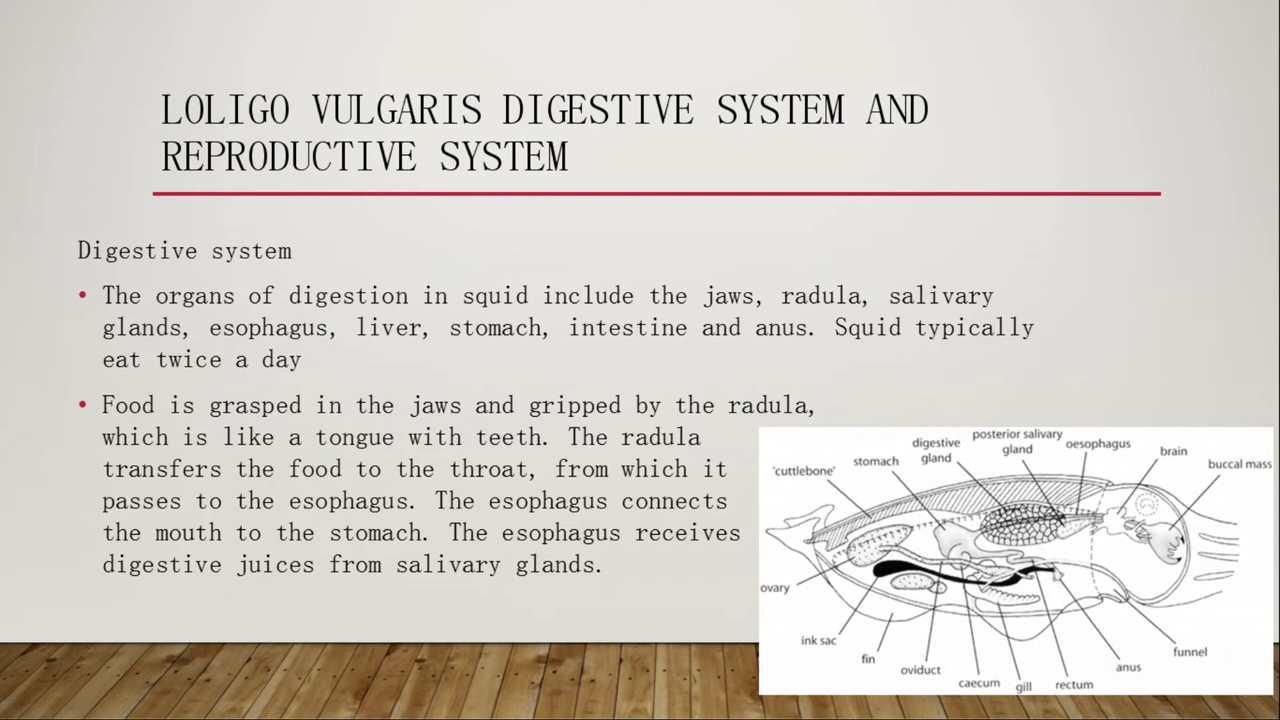 LOLIGO VULGARIS DIGESTIVE SYSTEM AND
REPRODUCTIVE SYSTEM
Digestive system
• The organs of digestion in squid include the jaws, radula, salivary
glands, esophagus, liver, stomach, intestine and anus. Squid typically
eat twice a day
• Food is grasped in the jaws and gripped by the radula,
which is like a tongue with teeth. The radula
transfers the food to the throat, from which it
passes to the esophagus. The esophagus connects
the mouth to the stomach. The esophagus receives
digestive juices from salivary glands.
'cuttlebone'
stomach
digestive
gland
posterior salivary
gland
oesophagus
brain
buccal mass
ovary
ink sac
fin
oviduct
caecum
gill
rectum
anus
funnel